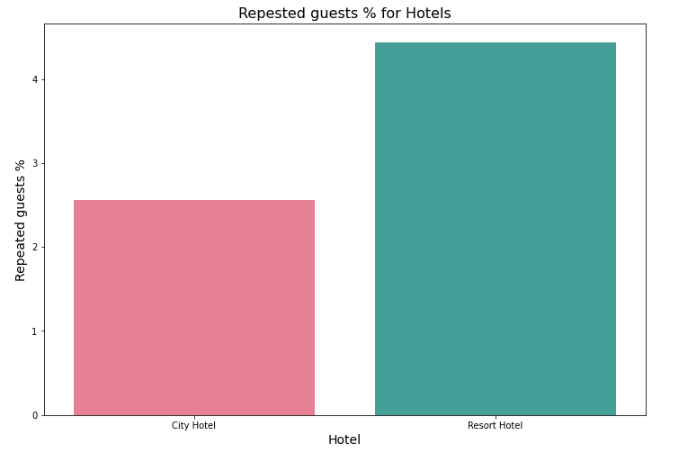 Repested guests % for Hotels
Repeated guests %
4
3
2
1
0
City Hotel
Resort Hotel
Hotel